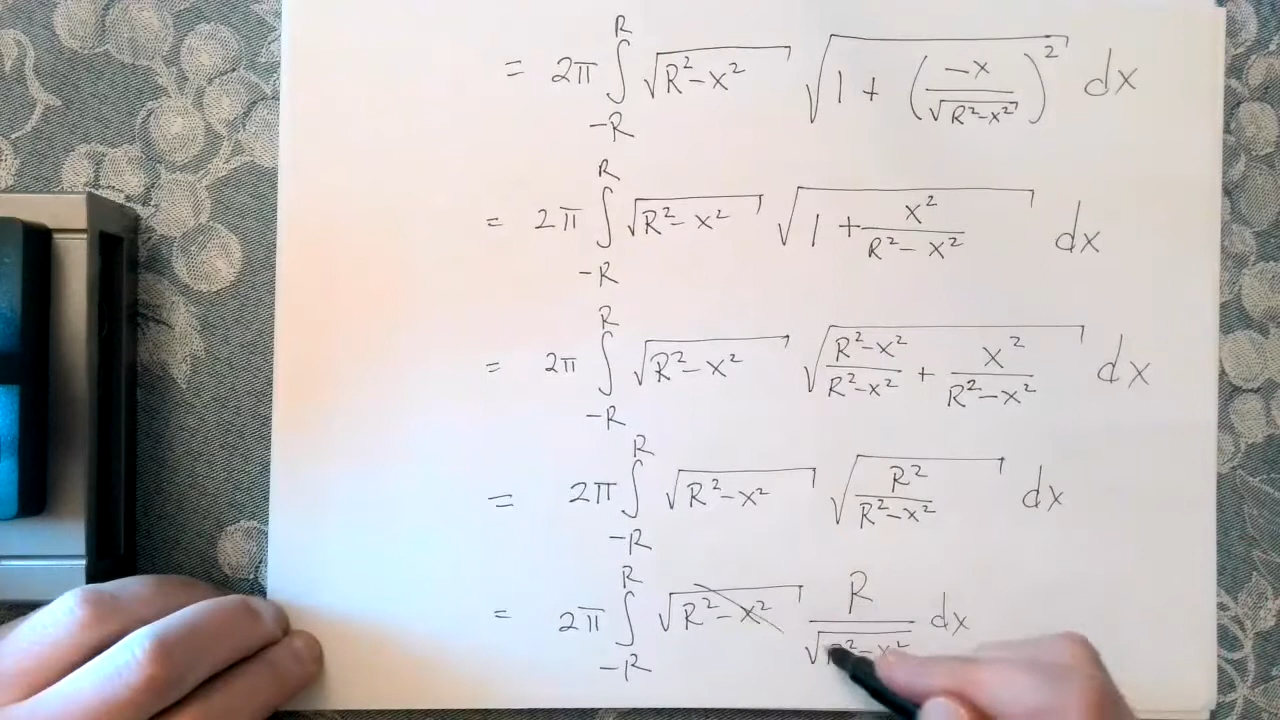 = 2π ∫_{-R}^{R} √(R²-x²) √(1 + (-x/√(R²-x²))²) dx
= 2π ∫_{-R}^{R} √(R²-x²) √(1 + x²/(R²-x²)) dx
= 2π ∫_{-R}^{R} √(R²-x²) √((R²-x²)/(R²-x²) + x²/(R²-x²)) dx
= 2π ∫_{-R}^{R} √(R²-x²) √(R²/(R²-x²)) dx
= 2π ∫_{-R}^{R} √(R²-x²) R/√(R²-x²) dx